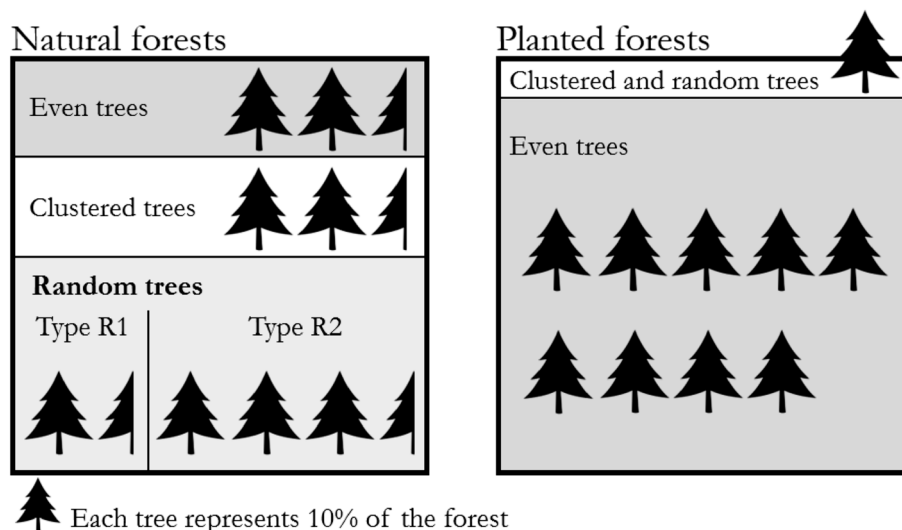 Natural forests
Even trees
Clustered trees
Random trees
Type R1
Type R2
Planted forests
Clustered and random trees
Even trees
Each tree represents 10% of the forest